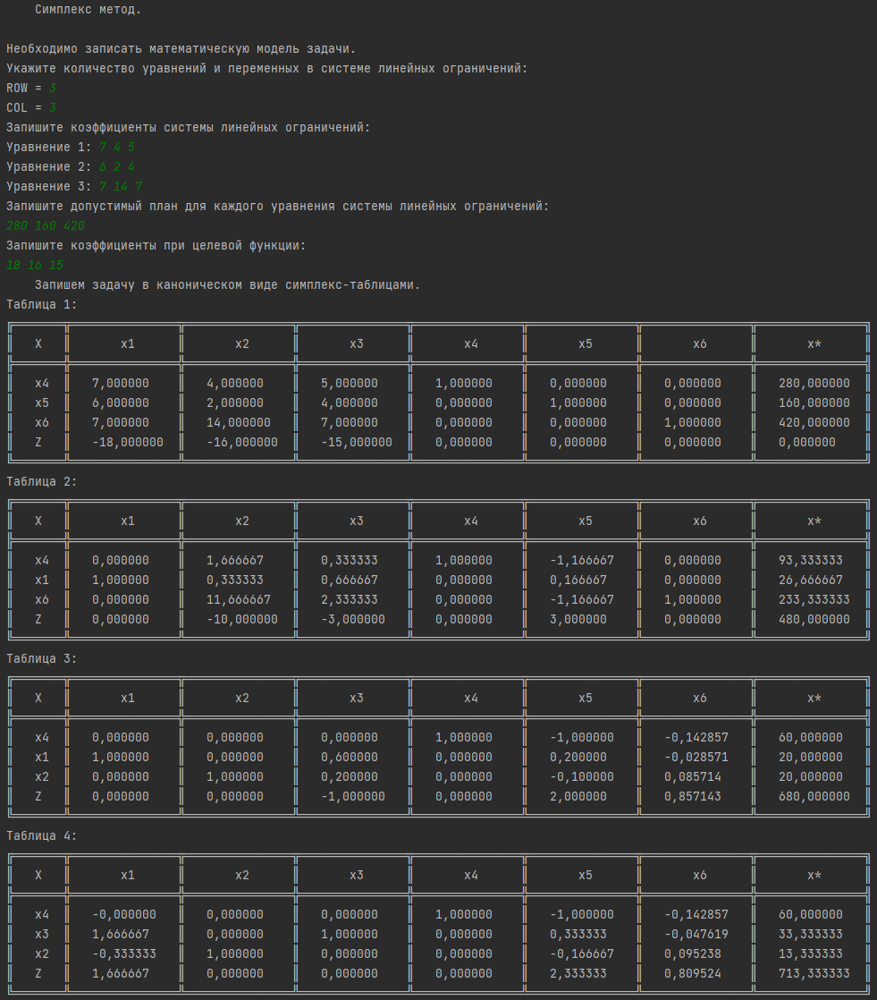 Симплекс метод.
Необходимо записать математическую модель задачи.
Укажите количество уравнений и переменных в системе линейных ограничений:
ROW = 3
COL = 3
Запишите коэффициенты системы линейных ограничений:
Уравнение 1: 7 4 5
Уравнение 2: 6 2 4
Уравнение 3: 7 14 7
Запишите допустимый план для каждого уравнения системы линейных ограничений:
280 160 420
Запишите коэффициенты при целевой функции:
18 16 15
Запишем задачу в каноническом виде симплекс-таблицами.
Таблица 1:
X x1 x2 x3 x4 x5 x6 x*
x4 7,000000 4,000000 5,000000 1,000000 0,000000 0,000000 280,000000
x5 6,000000 2,000000 4,000000 0,000000 1,000000 0,000000 160,000000
x6 7,000000 14,000000 7,000000 0,000000 0,000000 1,000000 420,000000
Z -18,000000 -16,000000 -15,000000 0,000000 0,000000 0,000000 0,000000
Таблица 2:
X x1 x2 x3 x4 x5 x6 x*
x4 0,000000 1,666667 0,333333 1,000000 -1,166667 0,000000 93,333333
x1 1,000000 0,333333 0,666667 0,000000 0,166667 0,000000 26,666667
x6 0,000000 11,666667 2,333333 0,000000 -1,166667 1,000000 233,333333
Z 0,000000 -10,000000 -3,000000 0,000000 3,000000 0,000000 480,000000
Таблица 3:
X x1 x2 x3 x4 x5 x6 x*
x4 0,000000 0,000000 0,000000 1,000000 -1,000000 -0,142857 60,000000
x1 1,000000 0,000000 0,600000 0,000000 0,200000 -0,028571 20,000000
x2 0,000000 1,000000 0,200000 0,000000 -0,100000 0,085714 20,000000
Z 0,000000 0,000000 -1,000000 0,000000 2,000000 0,857143 680,000000
Таблица 4:
X x1 x2 x3 x4 x5 x6 x*
x4 -0,000000 0,000000 0,000000 1,000000 -1,000000 -0,142857 60,000000
x3 1,666667 0,000000 1,000000 0,000000 0,333333 -0,047619 33,333333
x2 -0,333333 1,000000 0,000000 0,000000 -0,166667 0,095238 13,333333
Z 1,666667 0,000000 0,000000 0,000000 2,333333 0,809524 713,333333